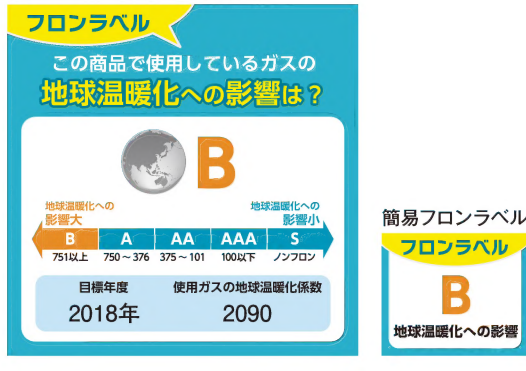 フロンラベル
この商品で使用しているガスの
地球温暖化への影響は？
B
地球温暖化への
影響大
地球温暖化への
影響小
B A AA AAA S
751以上 750～376 375～101 100以下 ノンフロン
目標年度 使用ガスの地球温暖化係数
2018年 2090
簡易フロンラベル
フロンラベル
B
地球温暖化への影響